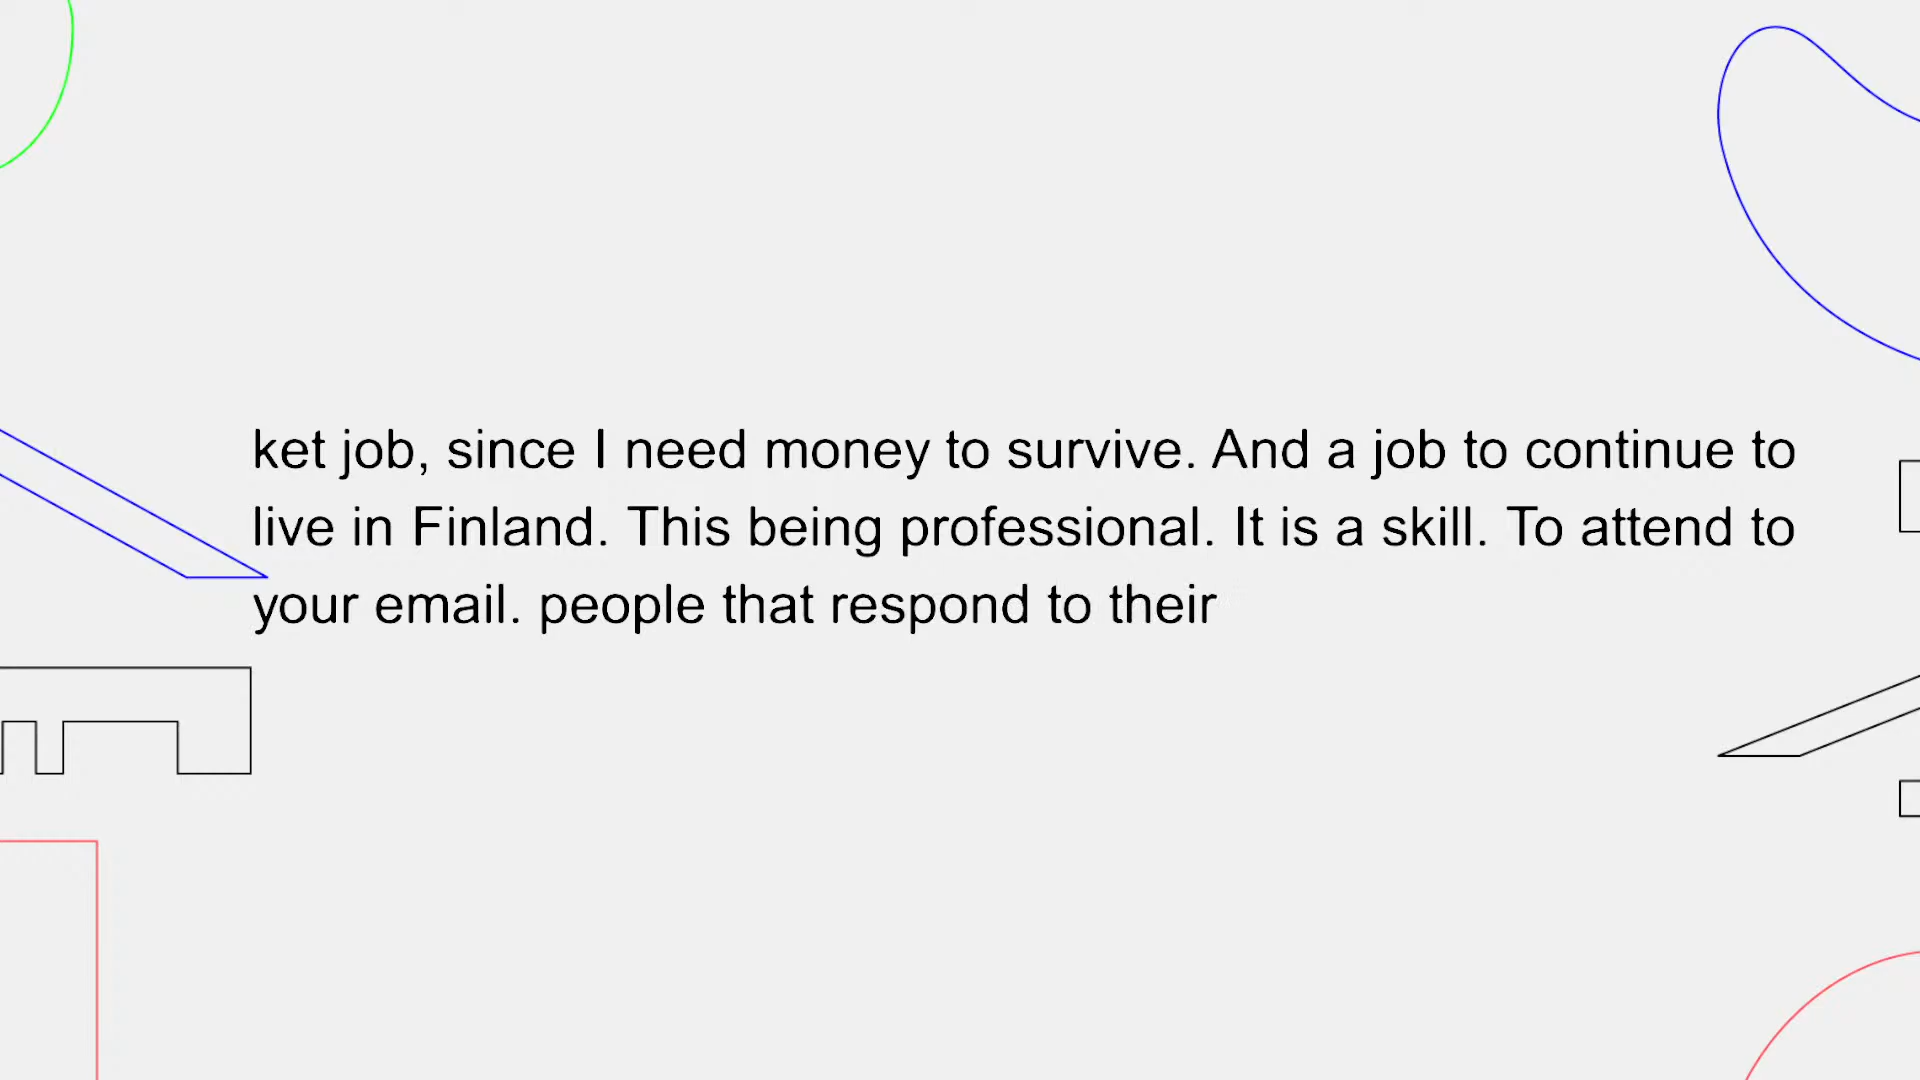 ket job, since I need money to survive. And a job to continue to
live in Finland. This being professional. It is a skill. To attend to
your email. people that respond to their